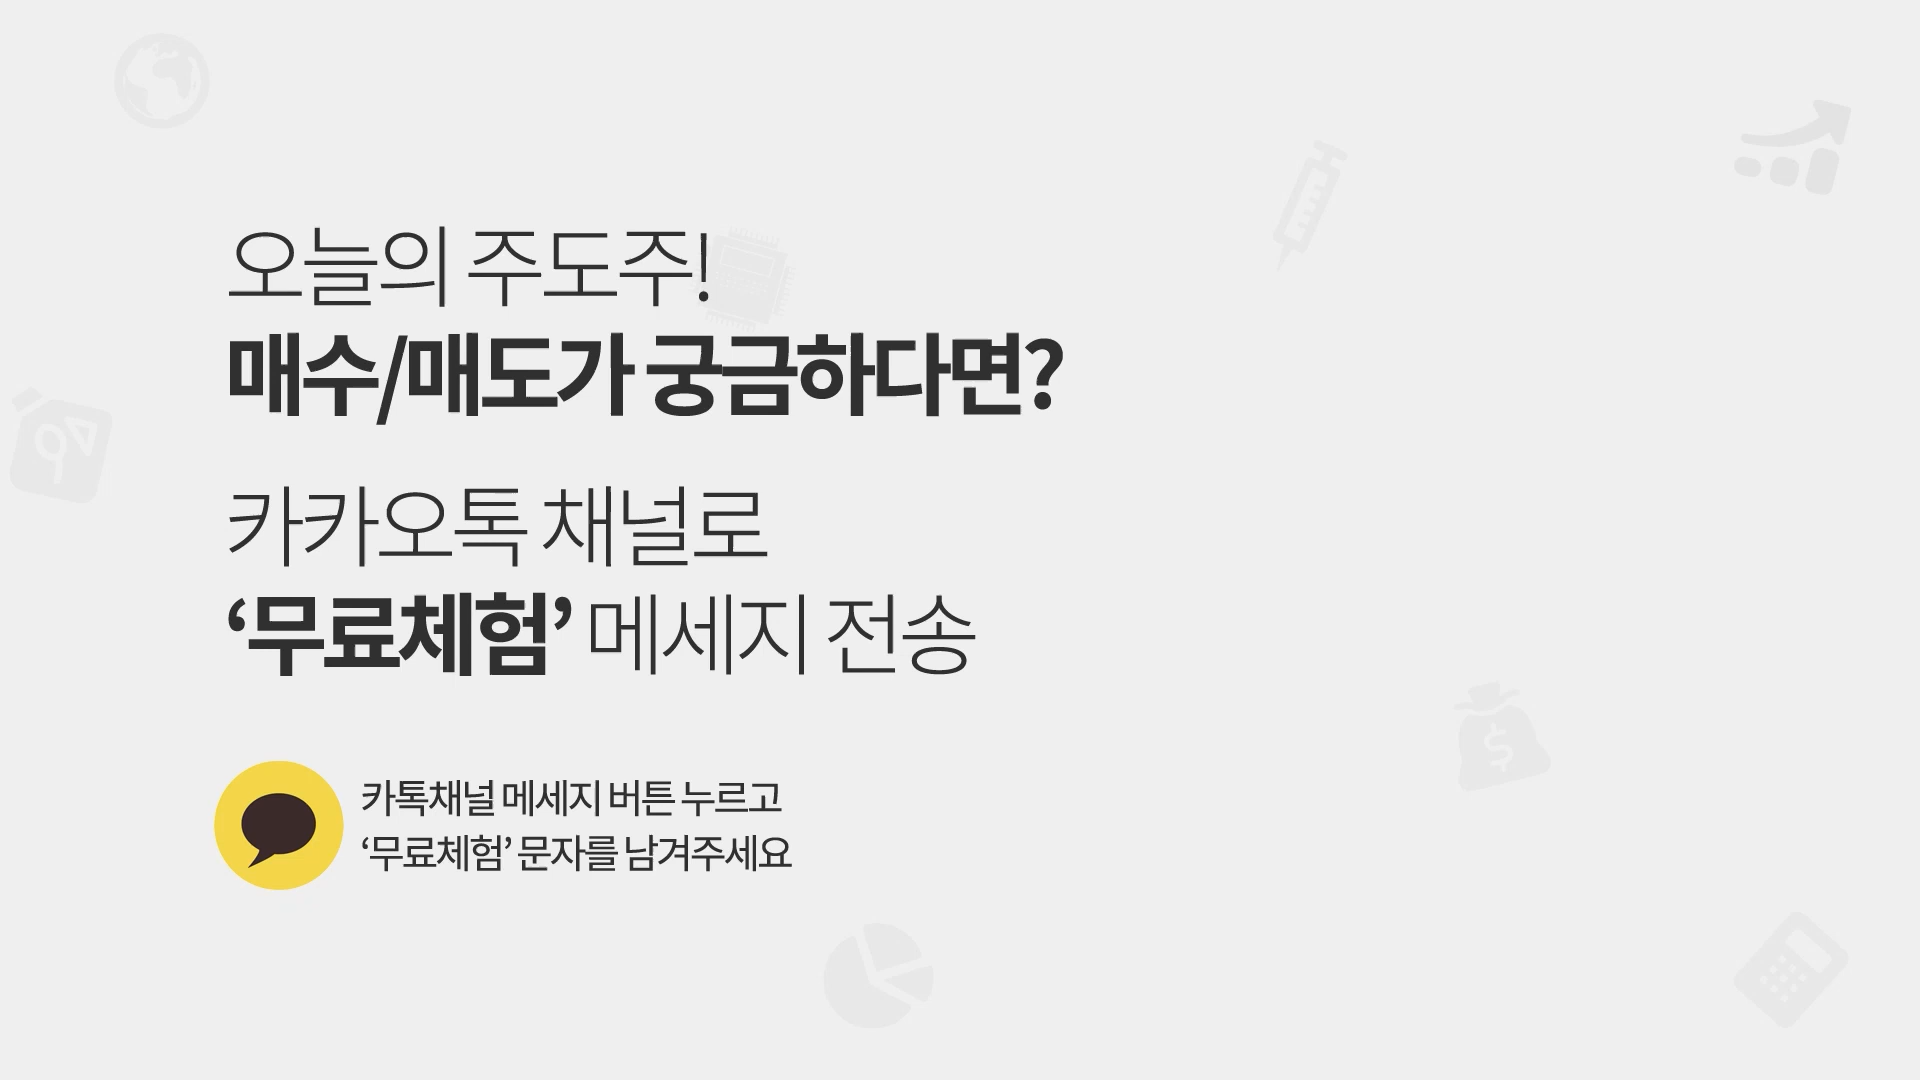 오늘의 주도주!
매수/매도가 궁금하다면?
카카오톡 채널로
‘무료체험’ 메세지 전송
카톡채널 메세지 버튼 누르고
‘무료체험’ 문자를 남겨주세요